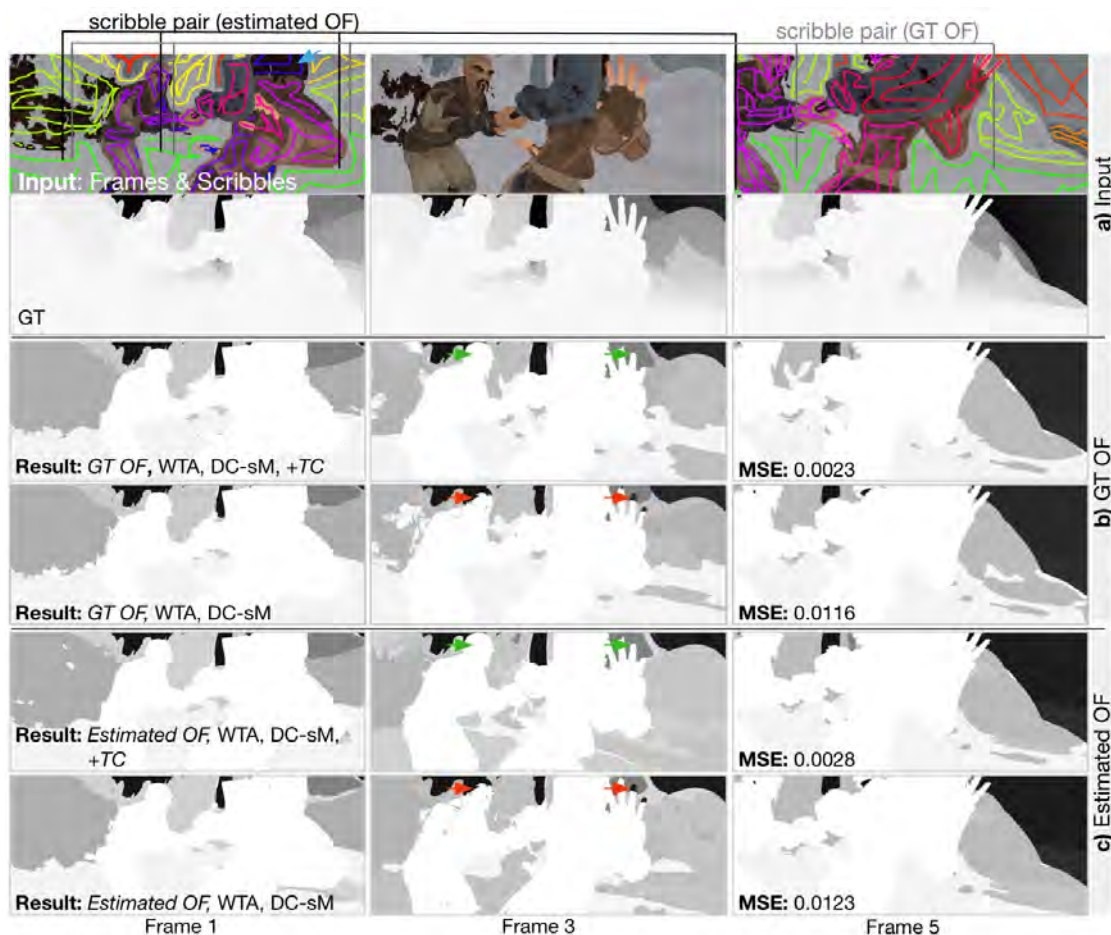 scribble pair (estimated OF)
scribble pair (GT OF)
Input: Frames & Scribbles
a) Input
GT
Result: GT OF, WTA, DC-sM, +TC
MSE: 0.0023
b) GT OF
Result: GT OF, WTA, DC-sM
MSE: 0.0116
Result: Estimated OF, WTA, DC-sM,
+TC
MSE: 0.0028
c) Estimated OF
Result: Estimated OF, WTA, DC-sM
MSE: 0.0123
Frame 1
Frame 3
Frame 5